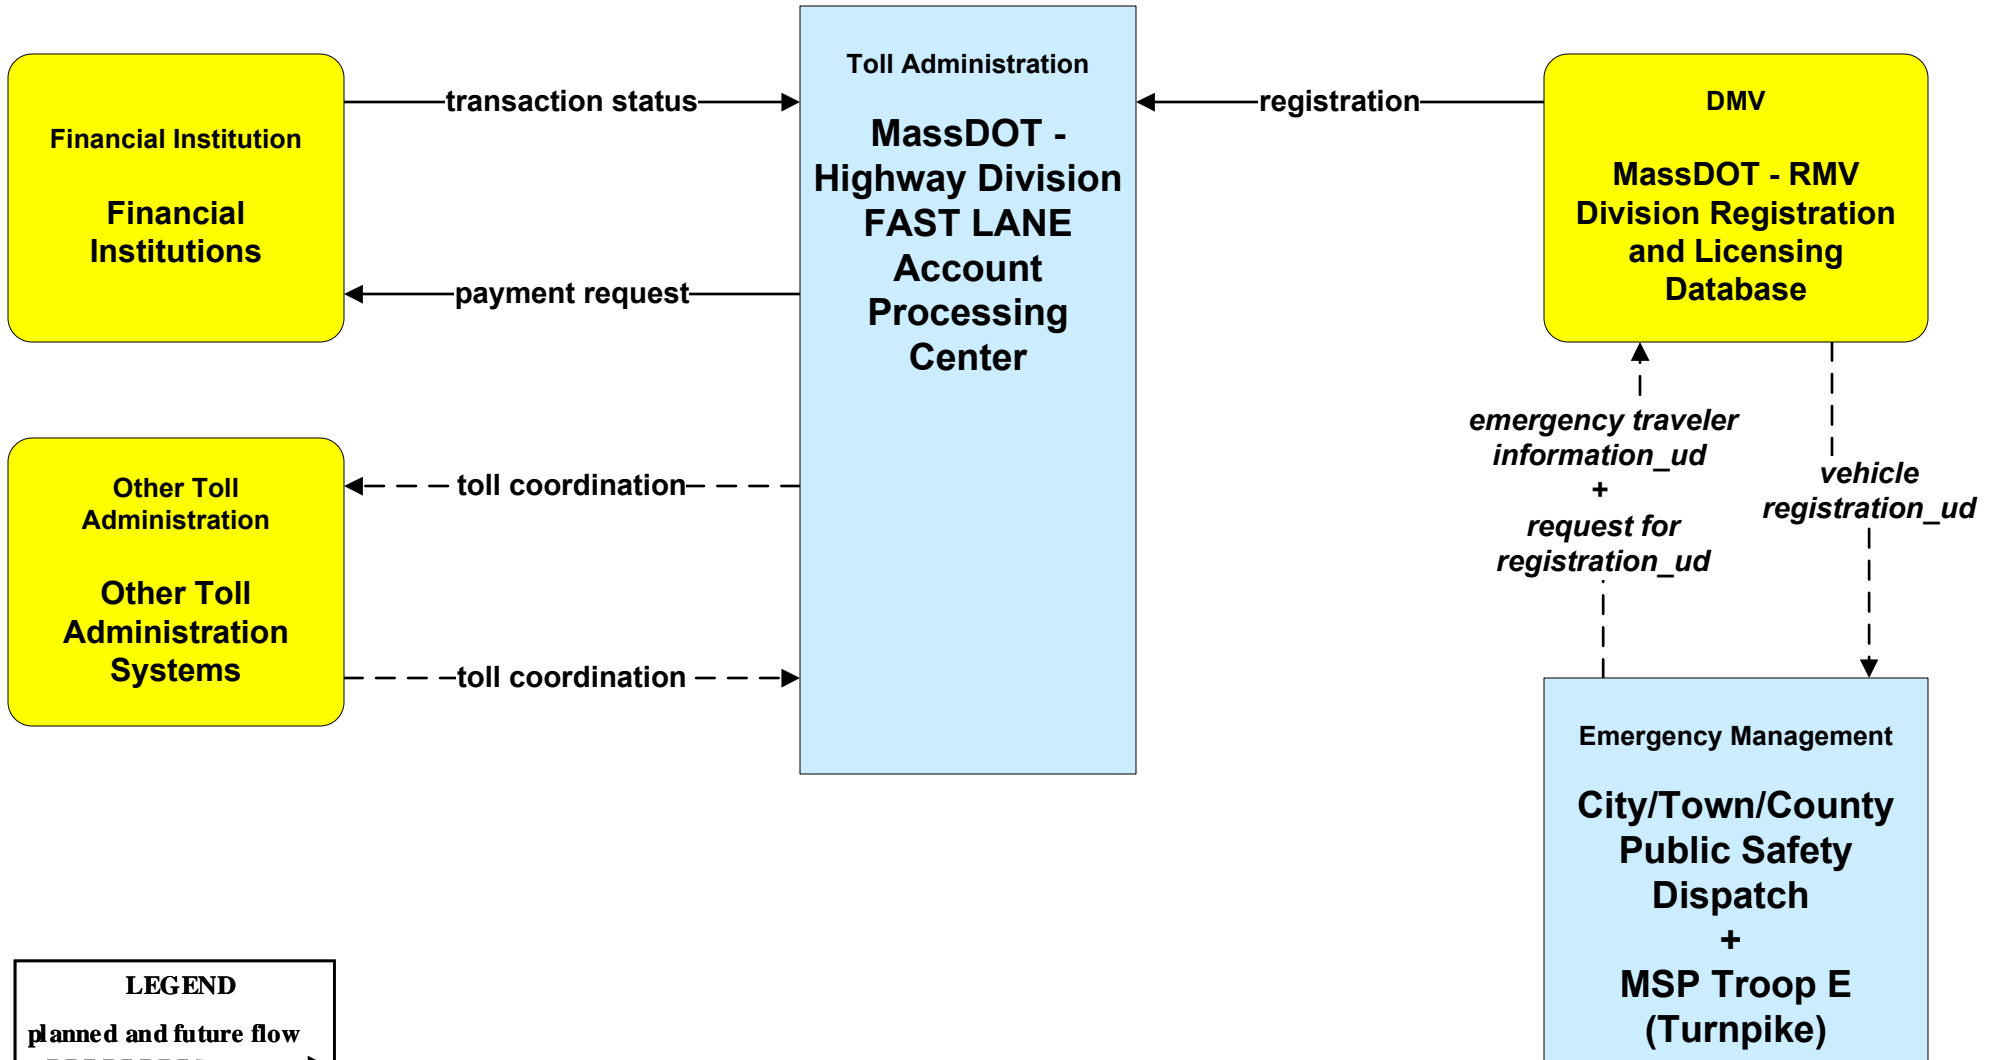 Financial Institution
Financial
Institutions
transaction status
payment request
Toll Administration
MassDOT -
Highway Division
FAST LANE
Account
Processing
Center
registration
DMV
MassDOT - RMV
Division Registration
and Licensing
Database
Other Toll
Administration
Other Toll
Administration
Systems
toll coordination
toll coordination
emergency traveler
information_ud
+
request for
registration_ud
vehicle
registration_ud
Emergency Management
City/Town/County
Public Safety
Dispatch
+
MSP Troop E
(Turnpike)
LEGEND
planned and future flow